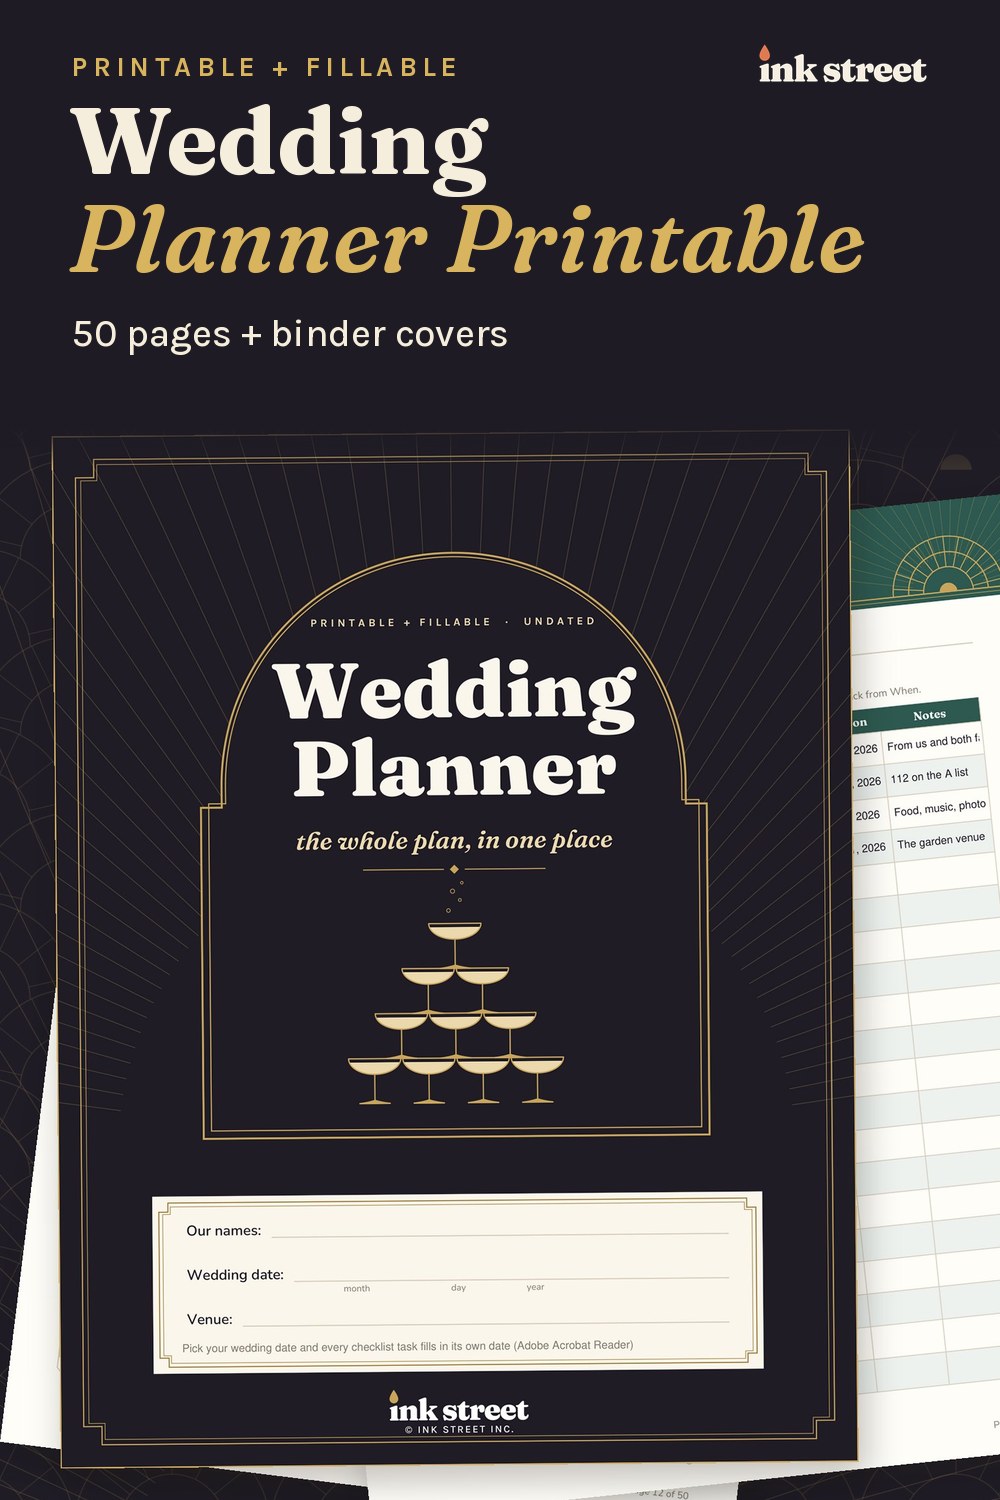 PRINTABLE + FILLABLE
ink street
Wedding
Planner Printable
50 pages + binder covers
PRINTABLE + FILLABLE · UNDATED
Wedding
Planner
the whole plan, in one place
Our names:
Wedding date:
month day year
Venue:
Pick your wedding date and every checklist task fills in its own date (Adobe Acrobat Reader)
ink street
© INK STREET INC.
from When.
Notes
2026 From us and both
2026 112 on the A list
2026 Food, music, photo
, 2026 The garden venue
12 of 50